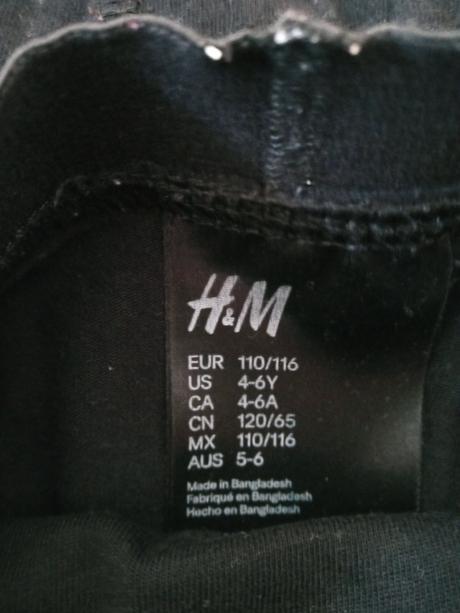 H&M
EUR 110/116
US 4-6Y
CA 4-6A
CN 120/65
MX 110/116
AUS 5-6
Made in Bangladesh
Fabriqué en Bangladesh
Hecho en Bangladesh